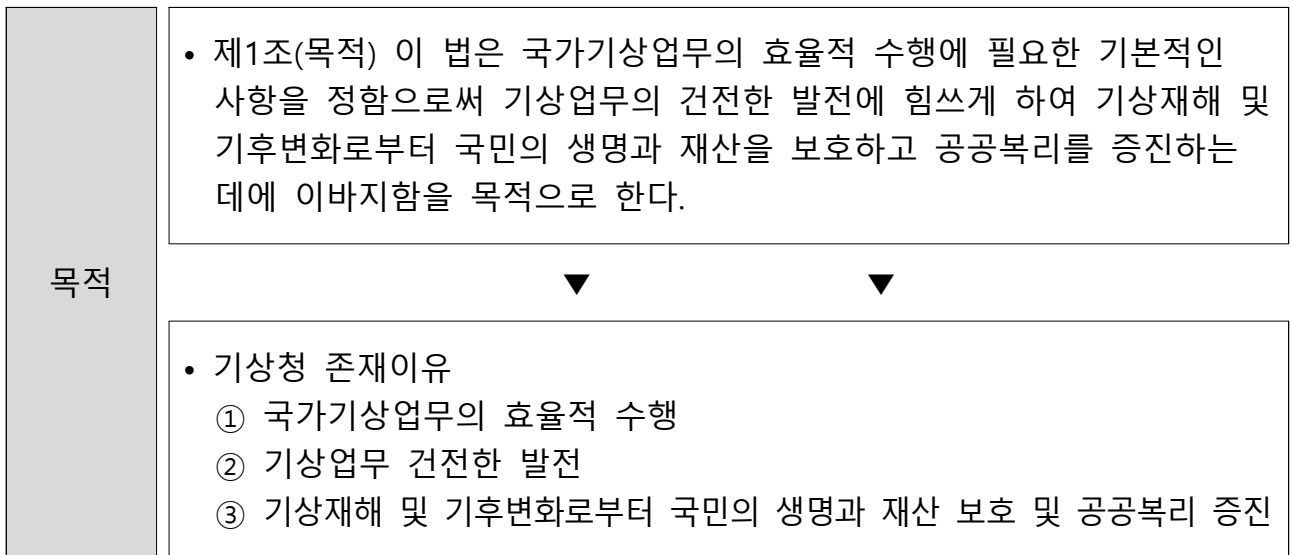 목적
• 제1조(목적) 이 법은 국가기상업무의 효율적 수행에 필요한 기본적인
사항을 정함으로써 기상업무의 건전한 발전에 힘쓰게 하여 기상재해 및
기후변화로부터 국민의 생명과 재산을 보호하고 공공복리를 증진하는
데에 이바지함을 목적으로 한다.
▼ ▼
• 기상청 존재이유
① 국가기상업무의 효율적 수행
② 기상업무 건전한 발전
③ 기상재해 및 기후변화로부터 국민의 생명과 재산 보호 및 공공복리 증진